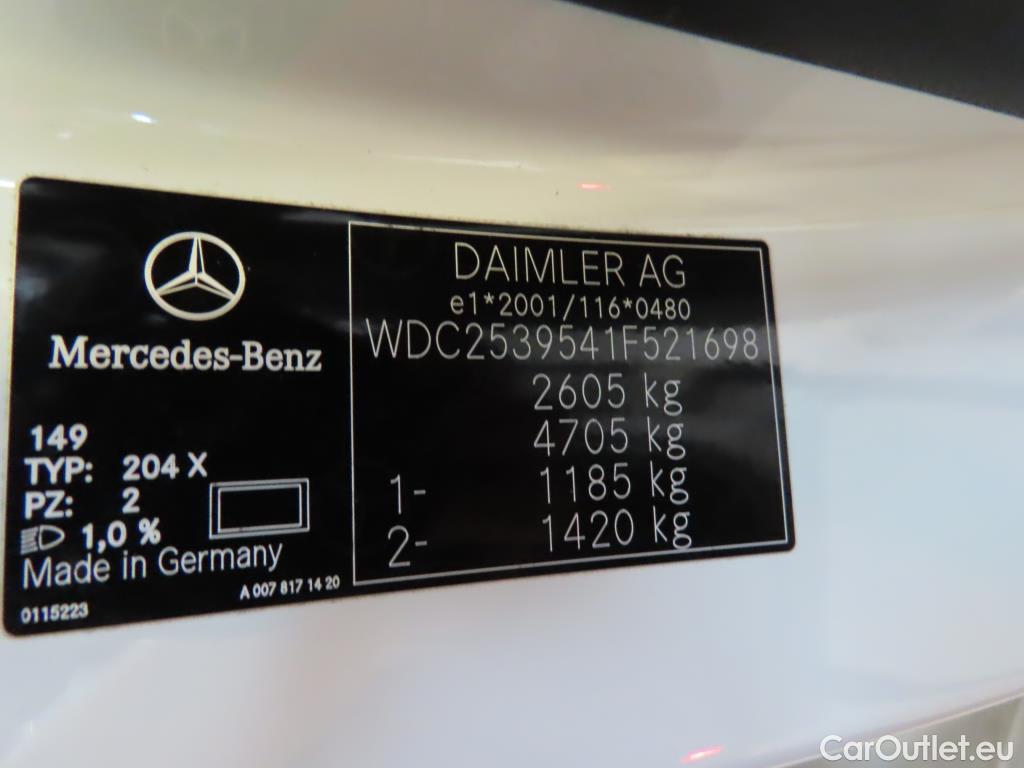 Mercedes-Benz
149
TYP: 204 X
PZ: 2
1,0 %
Made in Germany
0115223
A 007 817 14 20
DAIMLER AG
e1*2001/116*0480
WDC2539541F521698
2605 kg
4705 kg
1- 1185 kg
2- 1420 kg
CarOutlet.eu